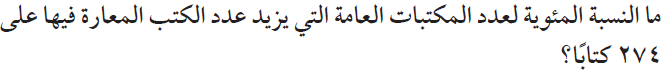 ما النسبة المئوية لعدد المكتبات العامة التي يزيد عدد الكتب المعارة فيها على
٢٧٤ كتابًا؟